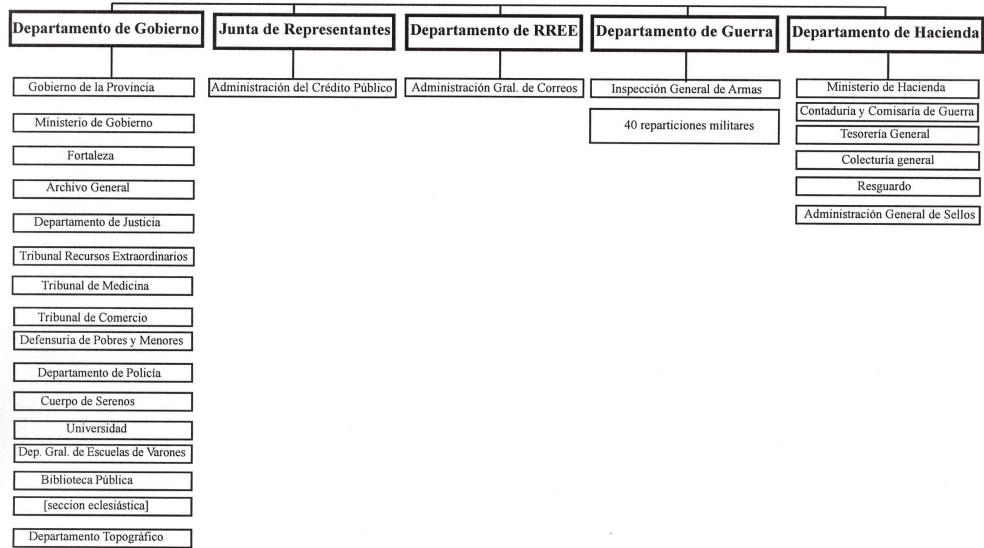 Departamento de Gobierno
Gobierno de la Provincia
Ministerio de Gobierno
Fortaleza
Archivo General
Departamento de Justicia
Tribunal Recursos Extraordinarios
Tribunal de Medicina
Tribunal de Comercio
Defensuria de Pobres y Menores
Departamento de Policía
Cuerpo de Serenos
Universidad
Dep. Gral. de Escuelas de Varones
Biblioteca Pública
[seccion eclesiástica]
Departamento Topográfico
Junta de Representantes
Administración del Crédito Público
Departamento de RREE
Administración Gral. de Correos
Departamento de Guerra
Inspección General de Armas
40 reparticiones militares
Departamento de Hacienda
Ministerio de Hacienda
Contaduría y Comisaría de Guerra
Tesorería General
Colecturía general
Resguardo
Administración General de Sellos